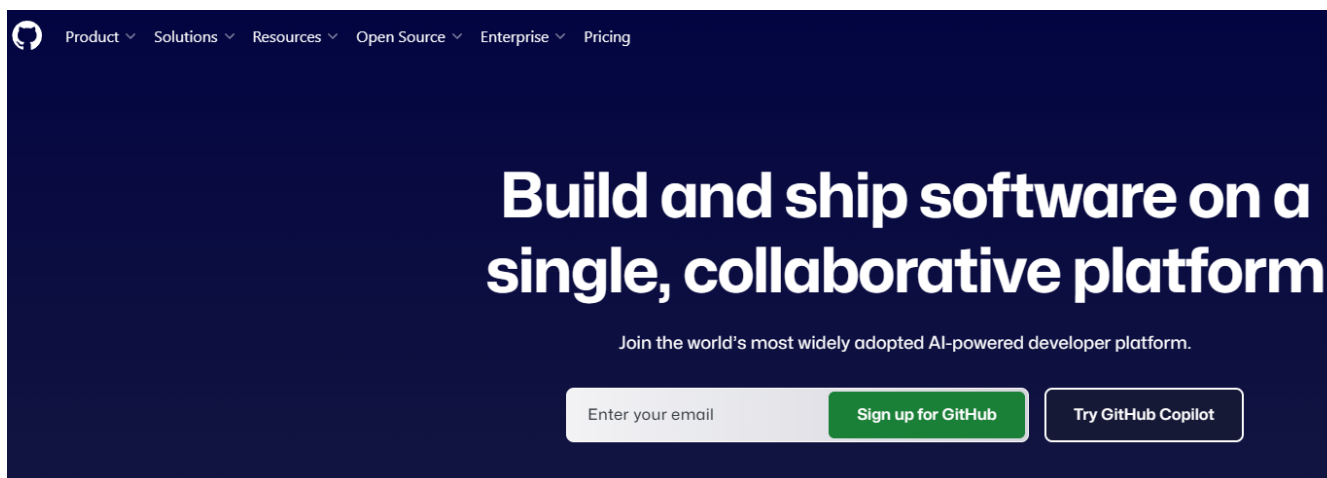 Product Solutions Resources Open Source Enterprise Pricing
Build and ship software on a
single, collaborative platform
Join the world’s most widely adopted AI-powered developer platform.
Enter your email Sign up for GitHub Try GitHub Copilot